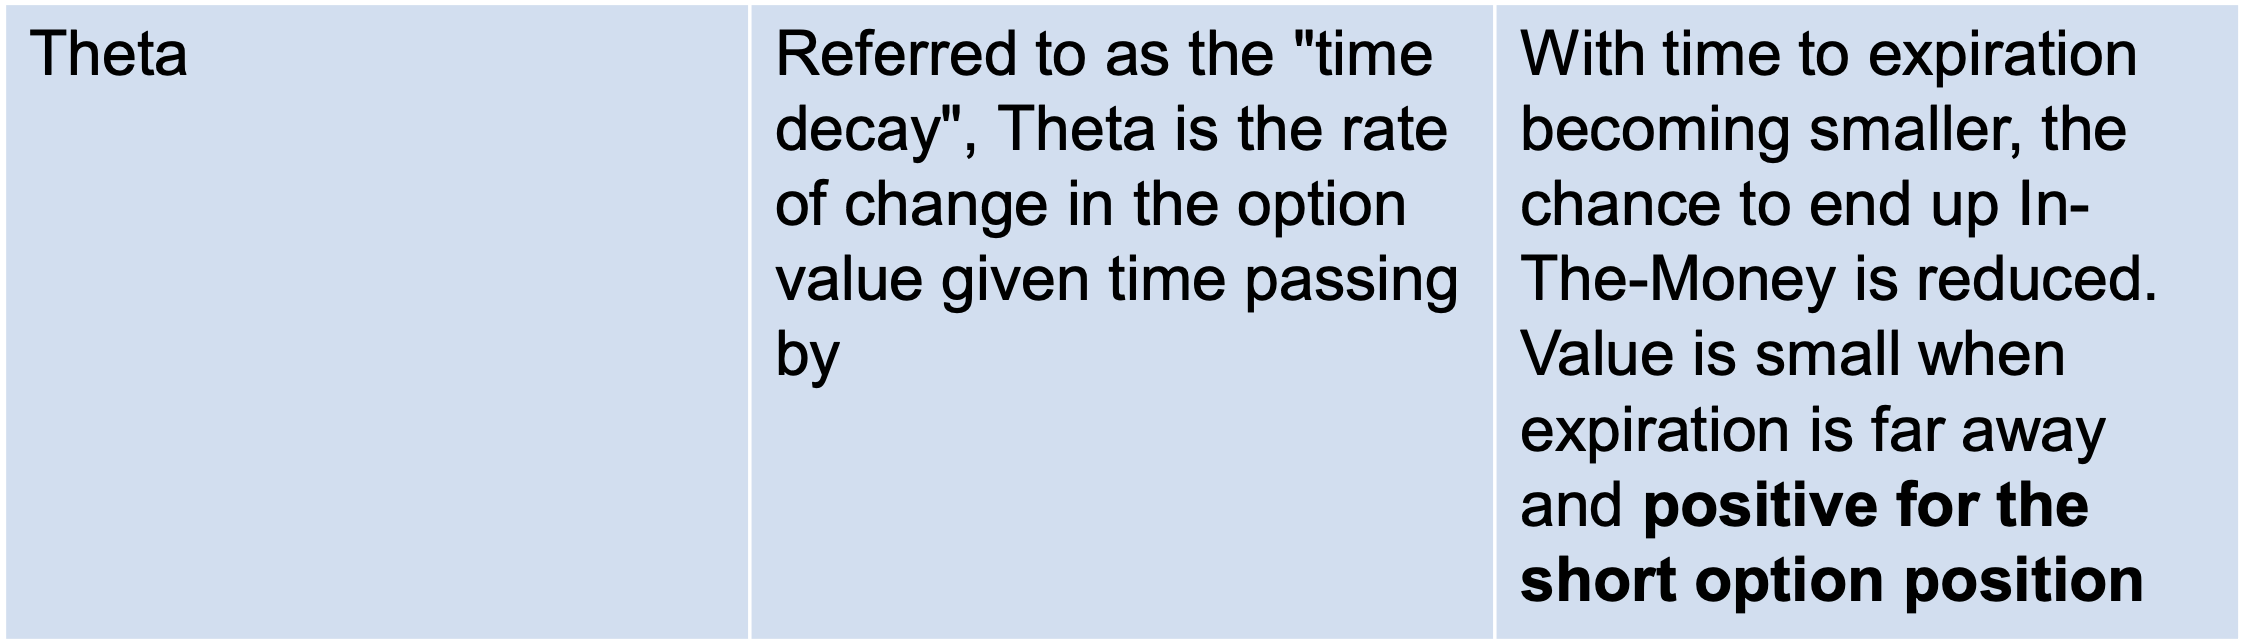 Theta
Referred to as the "time
decay", Theta is the rate
of change in the option
value given time passing
by
With time to expiration
becoming smaller, the
chance to end up In-
The-Money is reduced.
Value is small when
expiration is far away
and positive for the
short option position